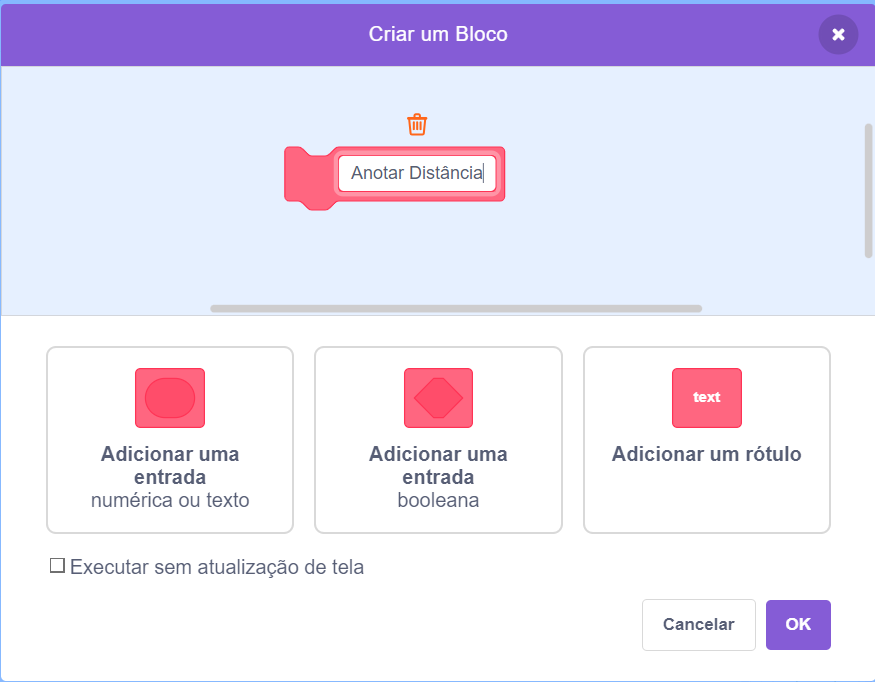 Criar um Bloco
Anotar Distância
text
Adicionar uma
entrada
numérica ou texto
Adicionar uma
entrada
booleana
Adicionar um rótulo
Executar sem atualização de tela
Cancelar
OK